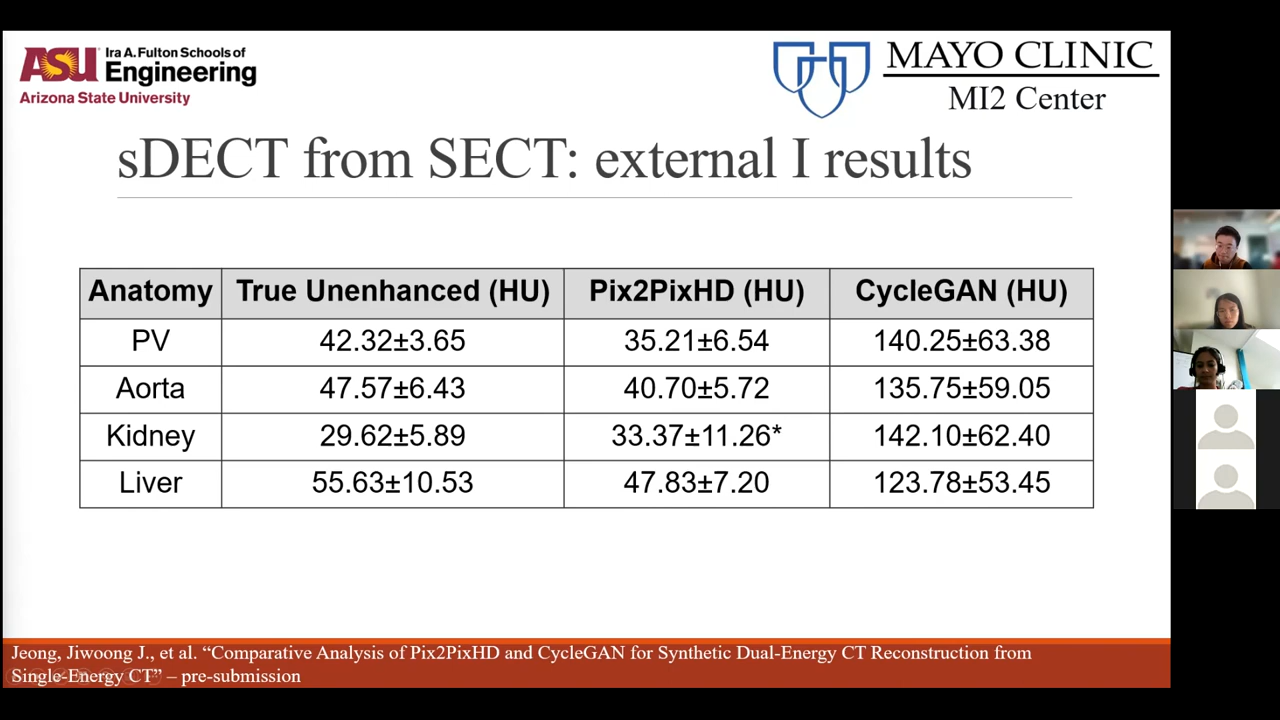 ASU Ira A. Fulton Schools of
Engineering
Arizona State University
MAYO CLINIC
MI2 Center
sDECT from SECT: external I results
Anatomy True Unenhanced (HU) Pix2PixHD (HU) CycleGAN (HU)
PV 42.32±3.65 35.21±6.54 140.25±63.38
Aorta 47.57±6.43 40.70±5.72 135.75±59.05
Kidney 29.62±5.89 33.37±11.26* 142.10±62.40
Liver 55.63±10.53 47.83±7.20 123.78±53.45
Jeong, Jiwoong J., et al. “Comparative Analysis of Pix2PixHD and CycleGAN for Synthetic Dual-Energy CT Reconstruction from
Single-Energy CT” – pre-submission